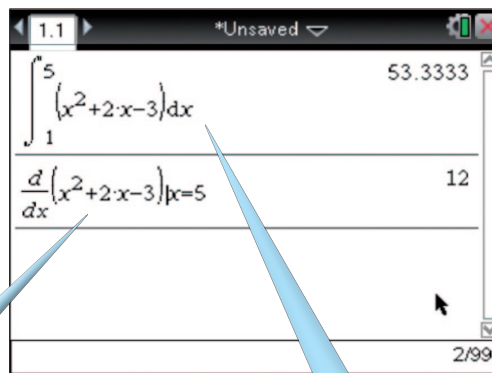 1.1 *Unsaved
∫₁⁵(x²+2·x−3)dx 53.3333
d/dx(x²+2·x−3)|x=5 12
2/99